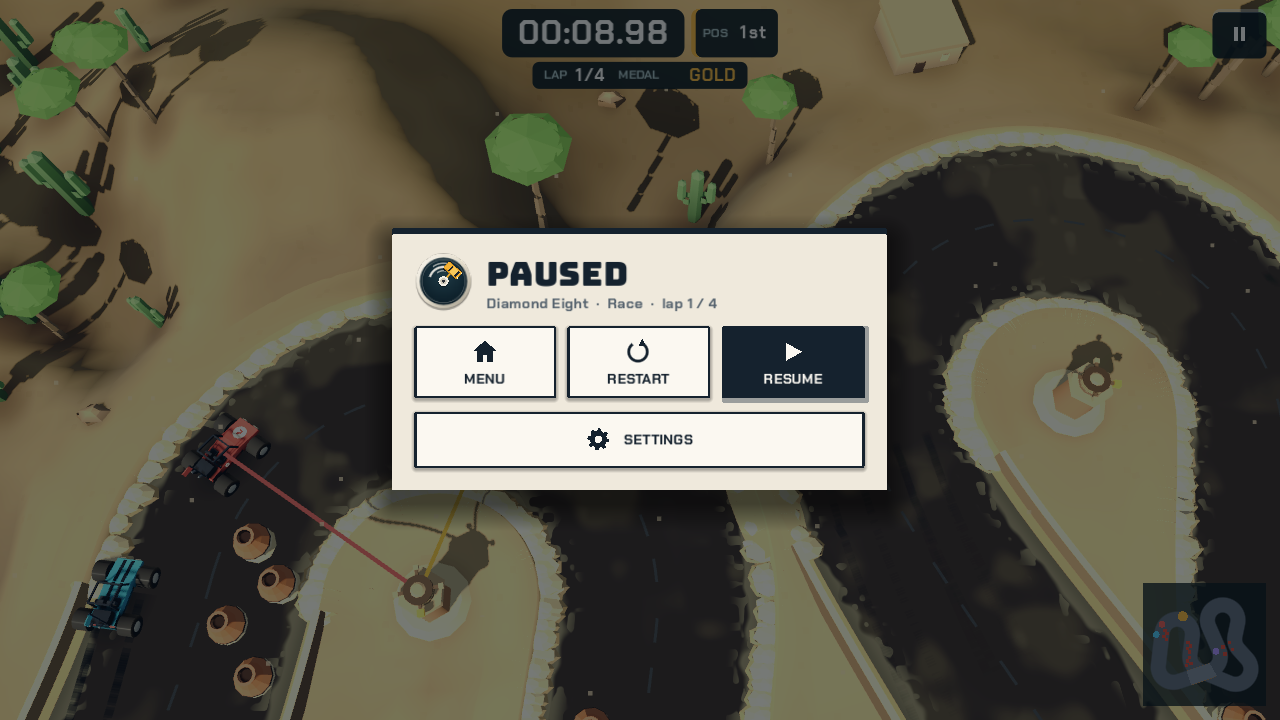 00:08.98
POS 1st
LAP 1/4 MEDAL GOLD
PAUSED
Diamond Eight · Race · lap 1 / 4
MENU
RESTART
RESUME
SETTINGS